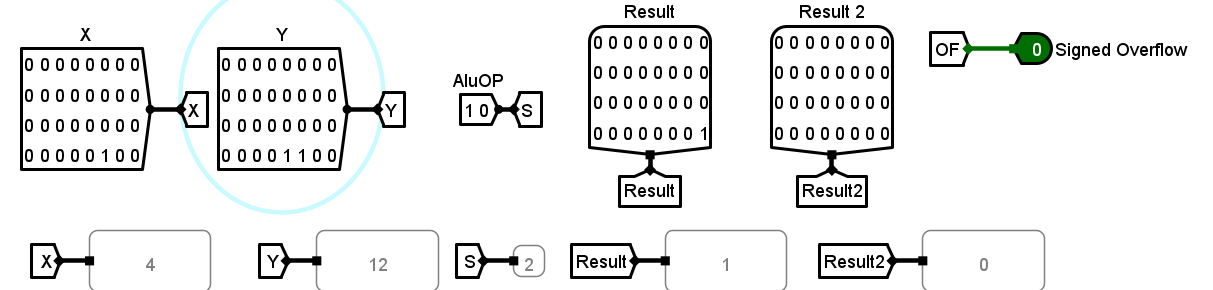 X
0 0 0 0 0 0 0 0
0 0 0 0 0 0 0 0
0 0 0 0 0 0 0 0
0 0 0 0 0 1 0 0
X
Y
0 0 0 0 0 0 0 0
0 0 0 0 0 0 0 0
0 0 0 0 0 0 0 0
0 0 0 0 1 1 0 0
Y
AluOP
1 0
S
Result
0 0 0 0 0 0 0 0
0 0 0 0 0 0 0 0
0 0 0 0 0 0 0 0
0 0 0 0 0 0 0 1
Result
Result 2
0 0 0 0 0 0 0 0
0 0 0 0 0 0 0 0
0 0 0 0 0 0 0 0
0 0 0 0 0 0 0 0
Result2
OF
0
Signed Overflow
X
4
Y
12
S
2
Result
1
Result2
0